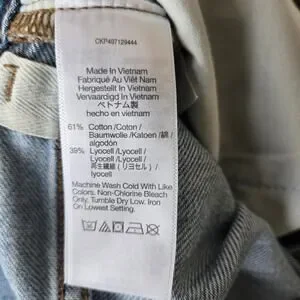 CKP497129444
Made In Vietnam
Fabriqué Au Viêt Nam
Hergestellt In Vietnam
Vervaardigd In Vietnam
ベトナム製
hecho en vietnam
61% Cotton /Coton /
Baumwolle /Katoen / 綿 /
algodón
39% Lyocell /Lyocell /
Lyocell /Lyocell /
再生繊維 (リヨセル) /
lyocell
Machine Wash Cold With Like
Colors. Non-Chlorine Bleach
Only. Tumble Dry Low. Iron
On Lowest Setting.